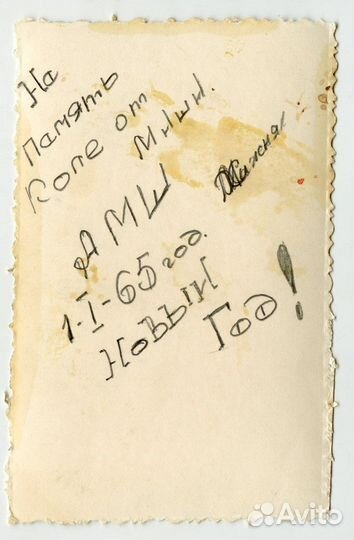 На
Память
Коле от
Миши.
АМШ
1-I-65 год.
Новый
Год!
Avito